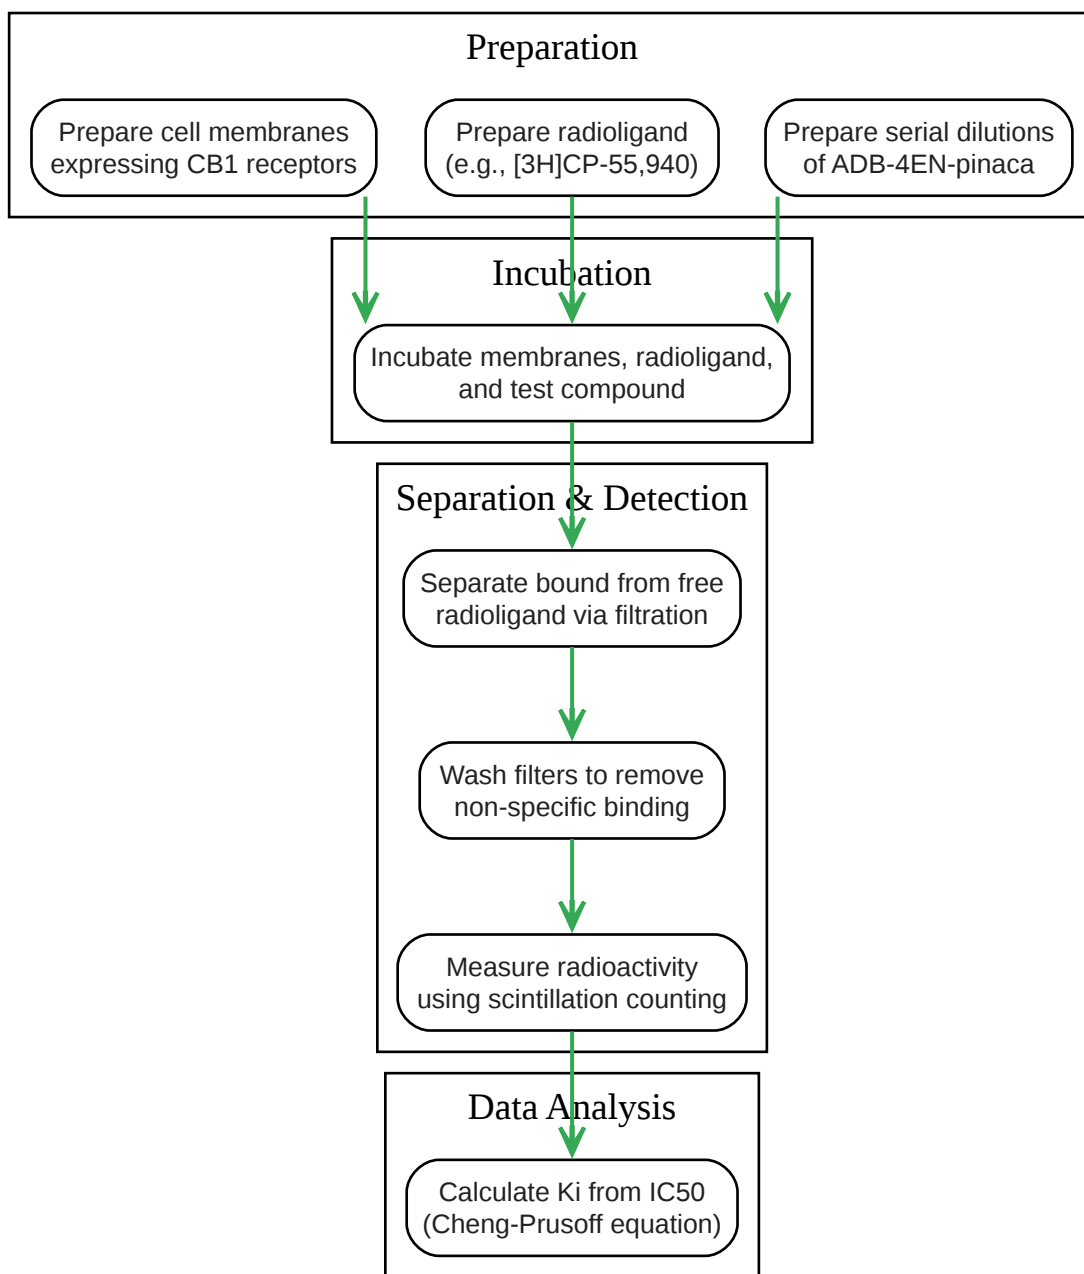 Preparation
Prepare cell membranes
expressing CB1 receptors
Prepare radioligand
(e.g., [3H]CP-55,940)
Prepare serial dilutions
of ADB-4EN-pinaca
Incubation
Incubate membranes, radioligand,
and test compound
Separation & Detection
Separate bound from free
radioligand via filtration
Wash filters to remove
non-specific binding
Measure radioactivity
using scintillation counting
Data Analysis
Calculate Ki from IC50
(Cheng-Prusoff equation)